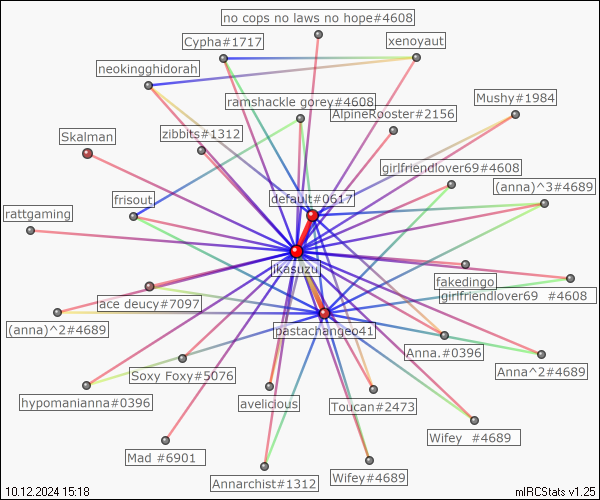 no cops no laws no hope#4608
Cypha#1717
xenoyaut
neokingghidorah
ramshackle gorey#4608
Mushy#1984
AlpineRooster#2156
zibbits#1312
Skalman
girlfriendlover69#4608
(anna)^3#4689
default#0617
frisout
rattgaming
ikasuzu
fakedingo
girlfriendlover69 #4608
ace deucy#7097
(anna)^2#4689
pastachangeo41
Anna.#0396
Anna^2#4689
Soxy Foxy#5076
hypomanianna#0396
avelicious
Toucan#2473
Wifey #4689
Mad #6901
Annarchist#1312
Wifey#4689
10.12.2024 15:18
mIRCStats v1.25